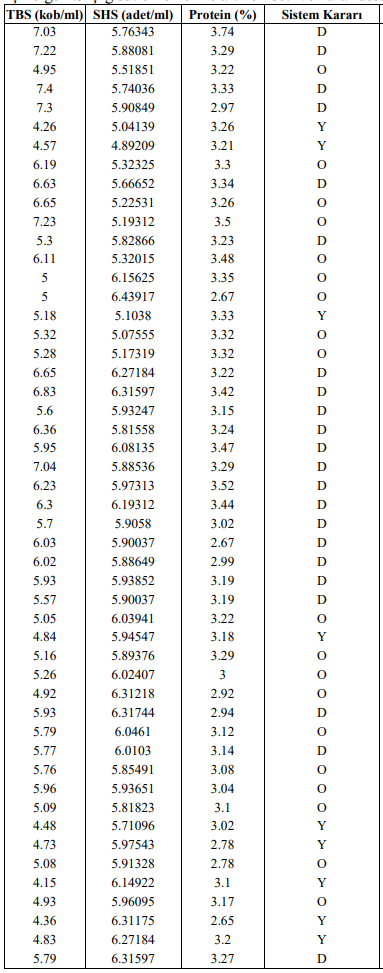 TBS (kob/ml) SHS (adet/ml) Protein (%) Sistem Kararı
7.03 5.76343 3.74 D
7.22 5.88081 3.29 D
4.95 5.51851 3.22 O
7.4 5.74036 3.33 D
7.3 5.90849 2.97 D
4.26 5.04139 3.26 Y
4.57 4.89209 3.21 Y
6.19 5.32325 3.3 O
6.63 5.66652 3.34 D
6.65 5.22531 3.26 O
7.23 5.19312 3.5 O
5.3 5.82866 3.23 D
6.11 5.32015 3.48 O
5 6.15625 3.35 O
5 6.43917 2.67 O
5.18 5.1038 3.33 Y
5.32 5.07555 3.32 O
5.28 5.17319 3.32 O
6.65 6.27184 3.22 D
6.83 6.31597 3.42 D
5.6 5.93247 3.15 D
6.36 5.81558 3.24 D
5.95 6.08135 3.47 D
7.04 5.88536 3.29 D
6.23 5.97313 3.52 D
6.3 6.19312 3.44 D
5.7 5.9058 3.02 D
6.03 5.90037 2.67 D
6.02 5.88649 2.99 D
5.93 5.93852 3.19 D
5.57 5.90037 3.19 D
5.05 6.03941 3.22 O
4.84 5.94547 3.18 Y
5.16 5.89376 3.29 O
5.26 6.02407 3 O
4.92 6.31218 2.92 O
5.93 6.31744 2.94 D
5.79 6.0461 3.12 O
5.77 6.0103 3.14 D
5.76 5.85491 3.08 O
5.96 5.93651 3.04 O
5.09 5.81823 3.1 O
4.48 5.71096 3.02 Y
4.73 5.97543 2.78 Y
5.08 5.91328 2.78 O
4.15 6.14922 3.1 Y
4.93 5.96095 3.17 O
4.36 6.31175 2.65 Y
4.83 6.27184 3.2 Y
5.79 6.31597 3.27 D